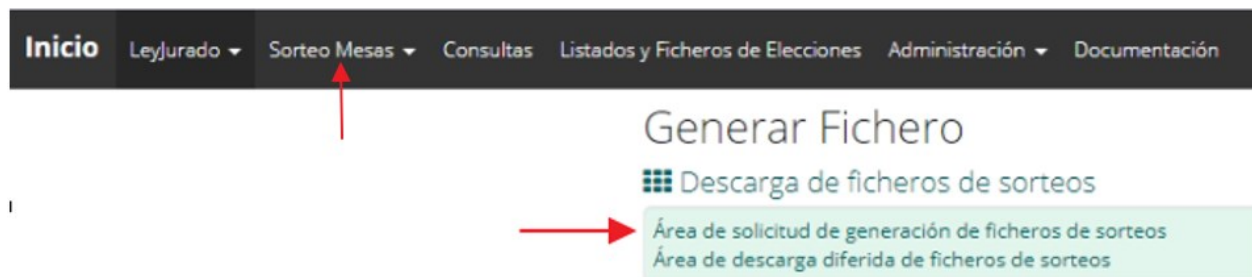 Inicio LeyJurado Sorteo Mesas Consultas Listados y Ficheros de Elecciones Administración Documentación
Generar Fichero
Descarga de ficheros de sorteos
Área de solicitud de generación de ficheros de sorteos
Área de descarga diferida de ficheros de sorteos